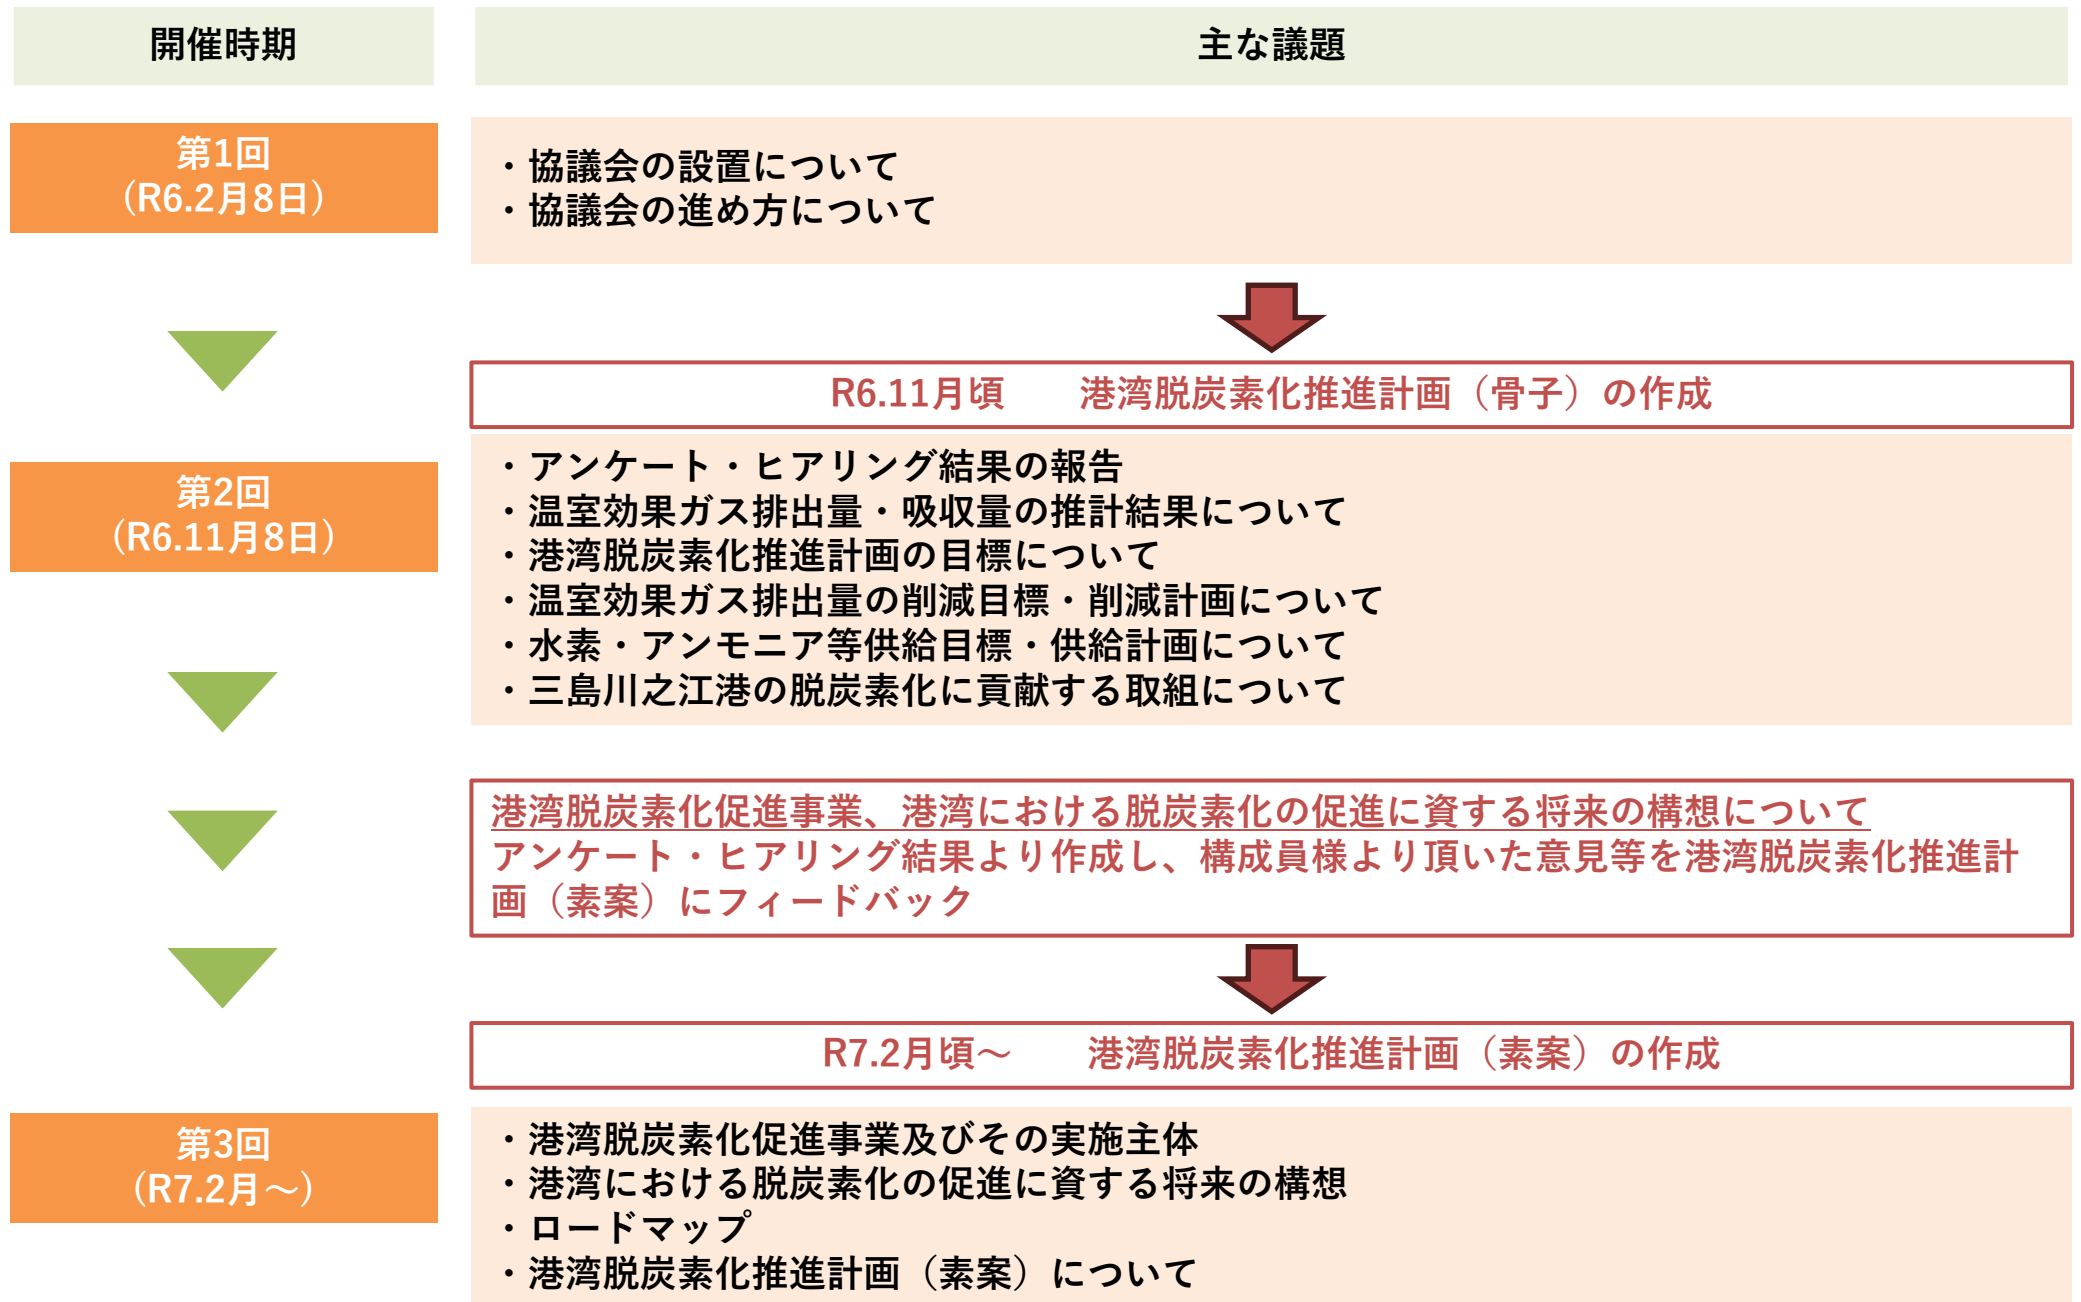 開催時期
主な議題
第1回
（R6.2月8日）
・協議会の設置について
・協議会の進め方について
R6.11月頃　　港湾脱炭素化推進計画（骨子）の作成
第2回
（R6.11月8日）
・アンケート・ヒアリング結果の報告
・温室効果ガス排出量・吸収量の推計結果について
・港湾脱炭素化推進計画の目標について
・温室効果ガス排出量の削減目標・削減計画について
・水素・アンモニア等供給目標・供給計画について
・三島川之江港の脱炭素化に貢献する取組について
港湾脱炭素化促進事業、港湾における脱炭素化の促進に資する将来の構想について
アンケート・ヒアリング結果より作成し、構成員様より頂いた意見等を港湾脱炭素化推進計
画（素案）にフィードバック
R7.2月頃～　　港湾脱炭素化推進計画（素案）の作成
第3回
（R7.2月～）
・港湾脱炭素化促進事業及びその実施主体
・港湾における脱炭素化の促進に資する将来の構想
・ロードマップ
・港湾脱炭素化推進計画（素案）について